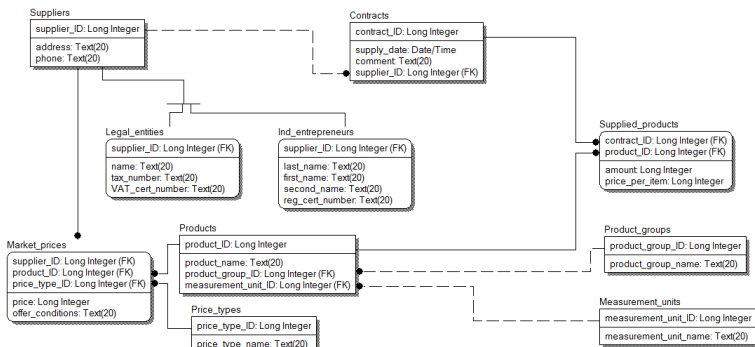 Suppliers
supplier_ID: Long Integer
address: Text(20)
phone: Text(20)
Contracts
contract_ID: Long Integer
supply_date: Date/Time
comment: Text(20)
supplier_ID: Long Integer (FK)
Legal_entities
supplier_ID: Long Integer (FK)
name: Text(20)
tax_number: Text(20)
VAT_cert_number: Text(20)
Ind_entrepreneurs
supplier_ID: Long Integer (FK)
last_name: Text(20)
first_name: Text(20)
second_name: Text(20)
reg_cert_number: Text(20)
Supplied_products
contract_ID: Long Integer (FK)
product_ID: Long Integer (FK)
amount: Long Integer
price_per_item: Long Integer
Market_prices
supplier_ID: Long Integer (FK)
product_ID: Long Integer (FK)
price_type_ID: Long Integer (FK)
price: Long Integer
offer_conditions: Text(20)
Products
product_ID: Long Integer
product_name: Text(20)
product_group_ID: Long Integer (FK)
measurement_unit_ID: Long Integer (FK)
Product_groups
product_group_ID: Long Integer
product_group_name: Text(20)
Price_types
price_type_ID: Long Integer
price_type_name: Text(20)
Measurement_units
measurement_unit_ID: Long Integer
measurement_unit_name: Text(20)